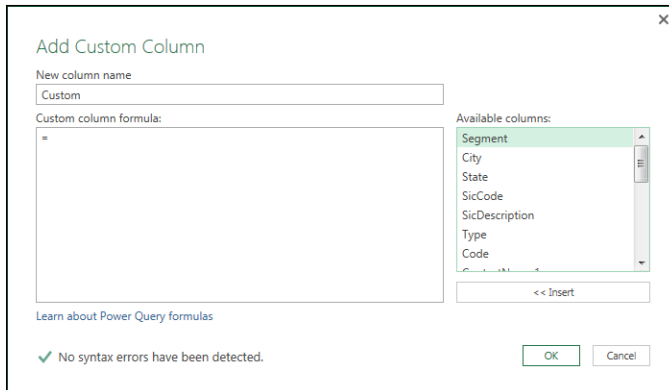 Add Custom Column
New column name
Custom
Custom column formula:
=
Available columns:
Segment
City
State
SicCode
SicDescription
Type
Code
<< Insert
Learn about Power Query formulas
No syntax errors have been detected.
OK
Cancel